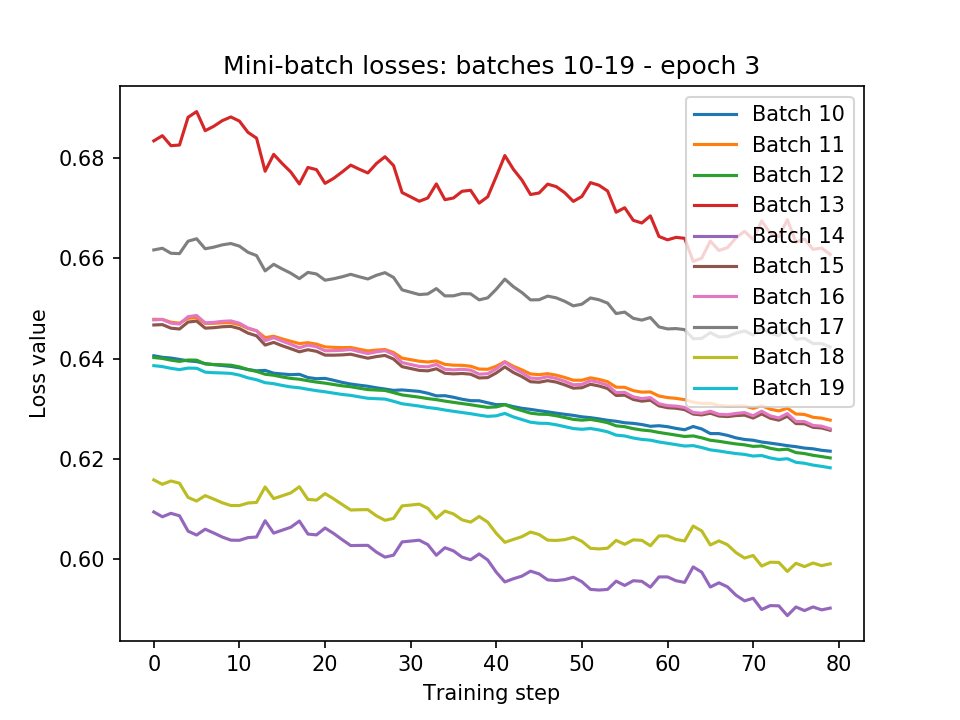 Mini-batch losses: batches 10-19 - epoch 3
Loss value
0.68
0.66
0.64
0.62
0.60
Batch 10
Batch 11
Batch 12
Batch 13
Batch 14
Batch 15
Batch 16
Batch 17
Batch 18
Batch 19
0 10 20 30 40 50 60 70 80
Training step